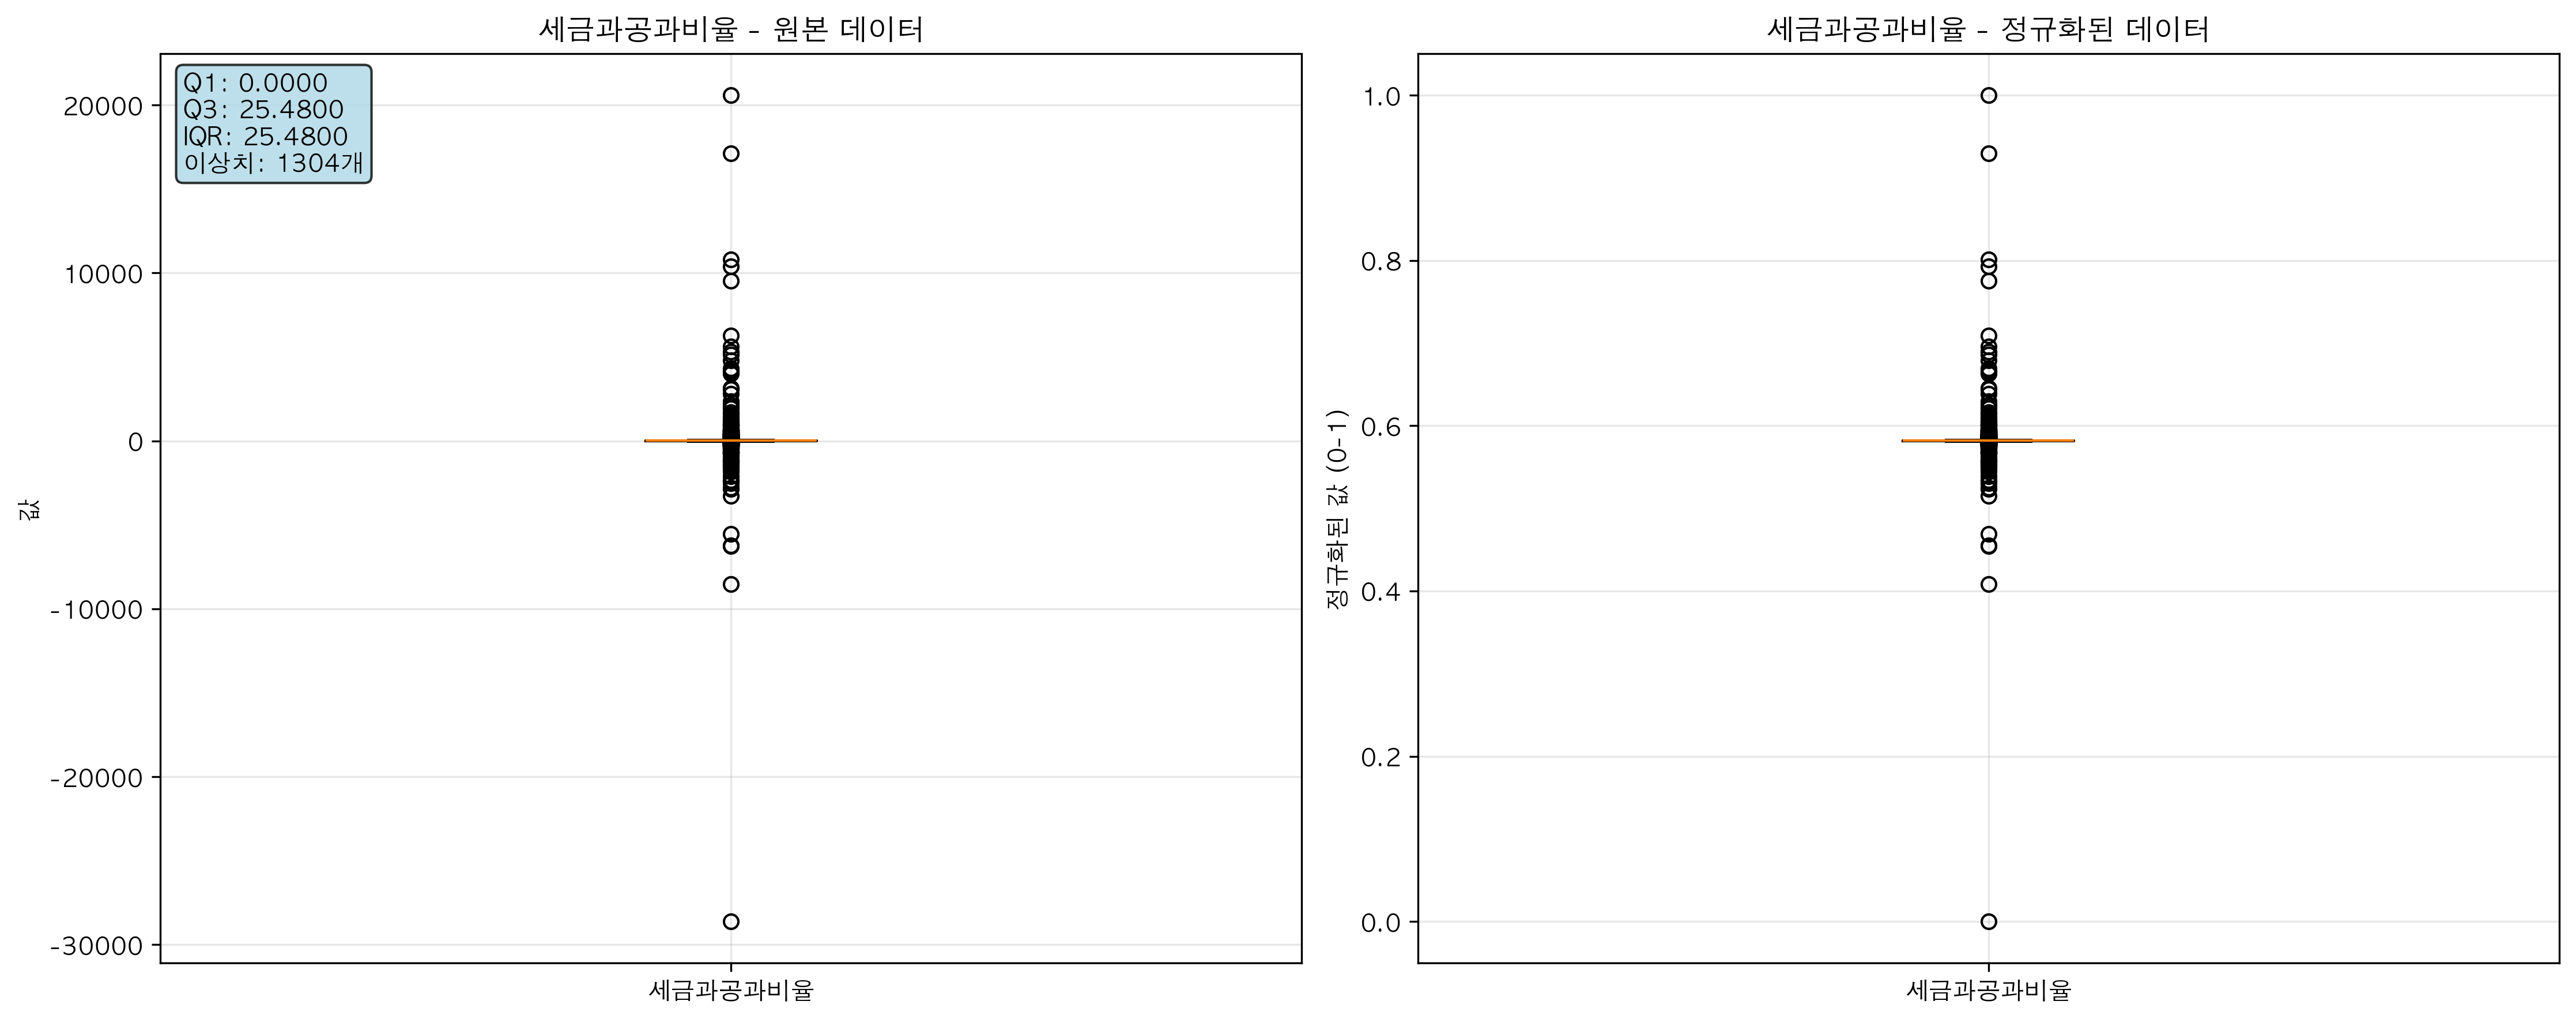 세금과공과비율 - 원본 데이터
Q1: 0.0000
Q3: 25.4800
IQR: 25.4800
이상치: 1304개
20000
10000
0
-10000
-20000
-30000
값
세금과공과비율
세금과공과비율 - 정규화된 데이터
1.0
0.8
0.6
0.4
0.2
0.0
정규화된 값 (0-1)
세금과공과비율